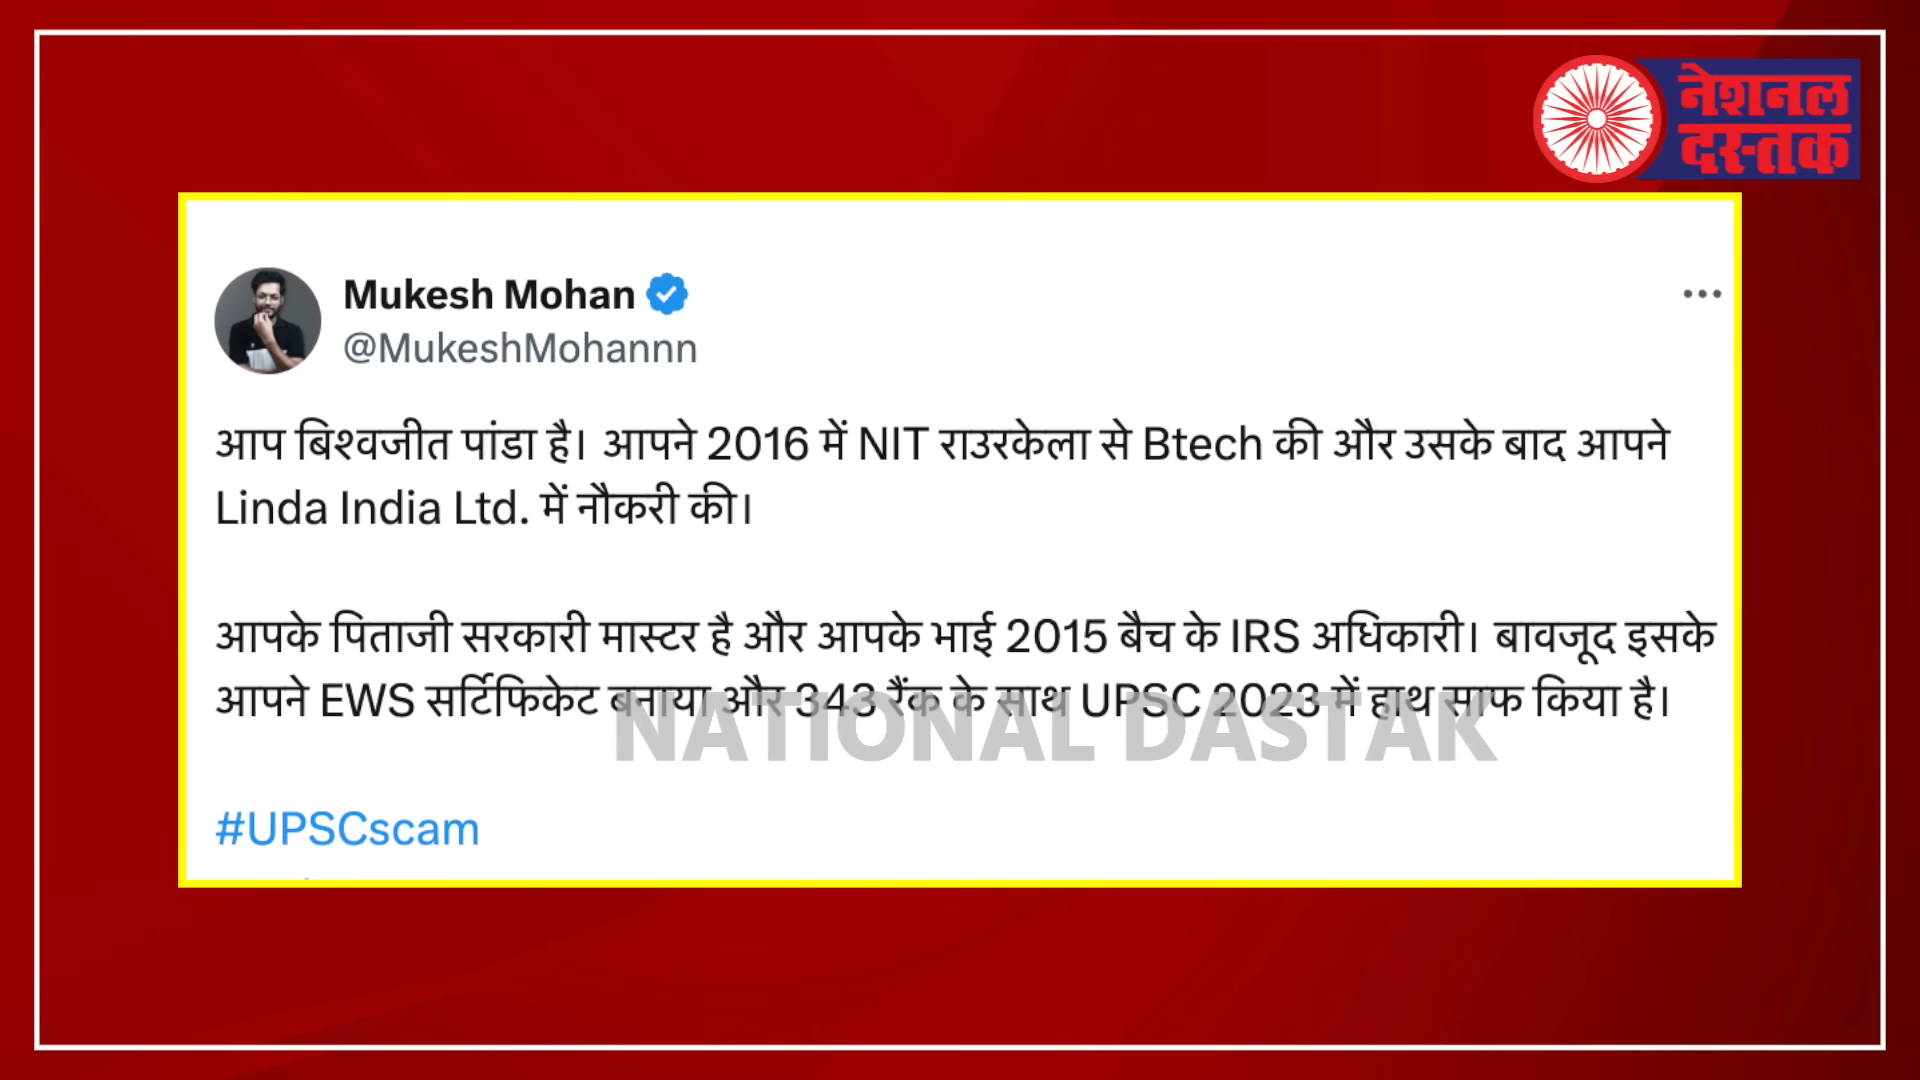 नेशनल
दस्तक
Mukesh Mohan
@MukeshMohannn
आप बिश्वजीत पांडा है। आपने 2016 में NIT राउरकेला से Btech की और उसके बाद आपने
Linda India Ltd. में नौकरी की।
आपके पिताजी सरकारी मास्टर है और आपके भाई 2015 बैच के IRS अधिकारी। बावजूद इसके
आपने EWS सर्टिफिकेट बनाया और 343 रैंक के साथ UPSC 2023 में हाथ साफ किया है।
NATIONAL DASTAK
#UPSCscam